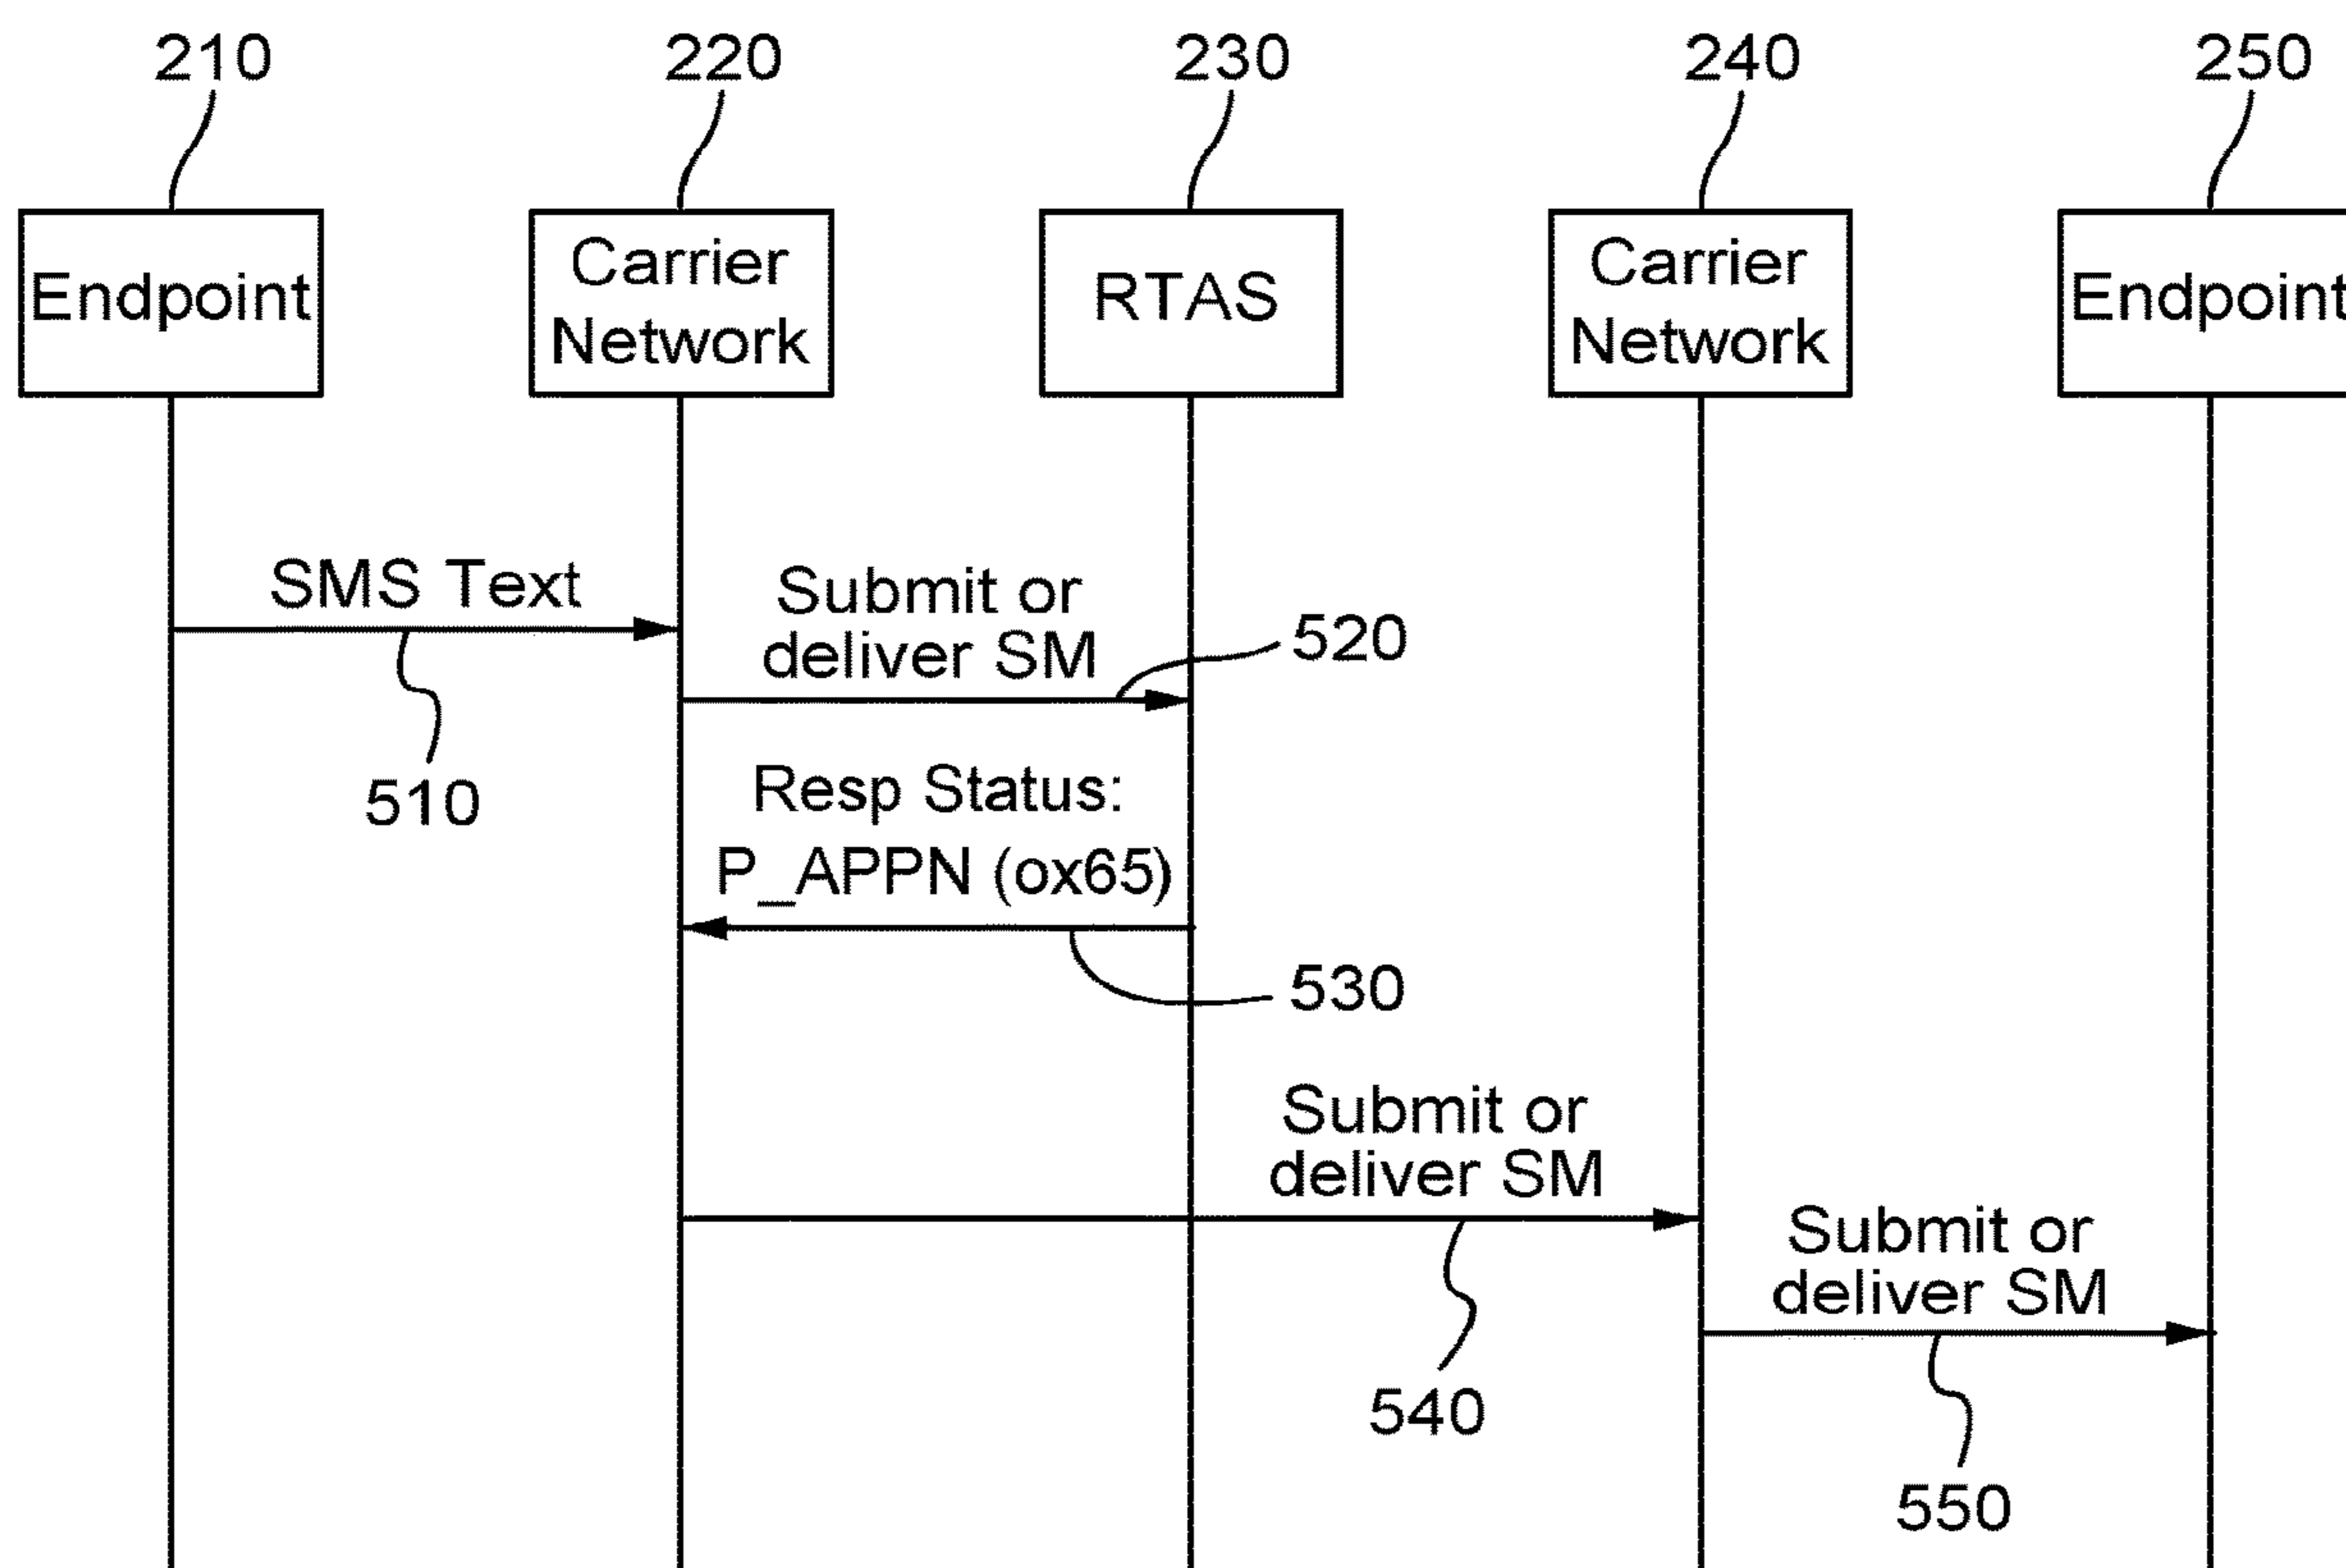 210
220
230
240
250
Endpoint
Carrier
Network
RTAS
Carrier
Network
Endpoint
SMS Text
Submit or
deliver SM
520
510
Resp Status:
P_APPN (ox65)
530
Submit or
deliver SM
540
Submit or
deliver SM
550